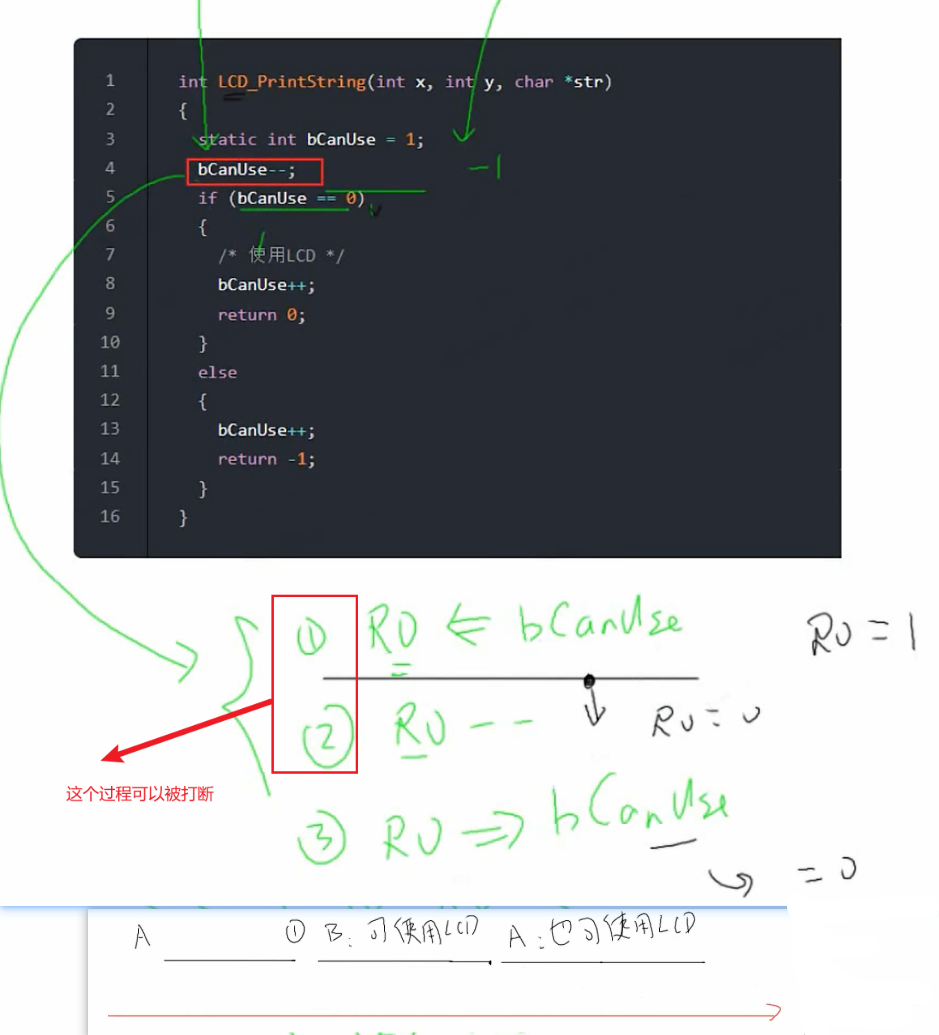 1 int LCD_PrintString(int x, int y, char *str)
2 {
3 static int bCanUse = 1;
4 bCanUse--; -1
5 if (bCanUse == 0)
6 {
7 /* 使用LCD */
8 bCanUse++;
9 return 0;
10 }
11 else
12 {
13 bCanUse++;
14 return -1;
15 }
16 }
① R0 ⇐ bCanUse R0 = 1
② R0 -- R0 = 0
这个过程可以被打断
③ R0 ⇒ bCanUse
= 0
A ① B: 可使用LCD A: 也可使用LCD